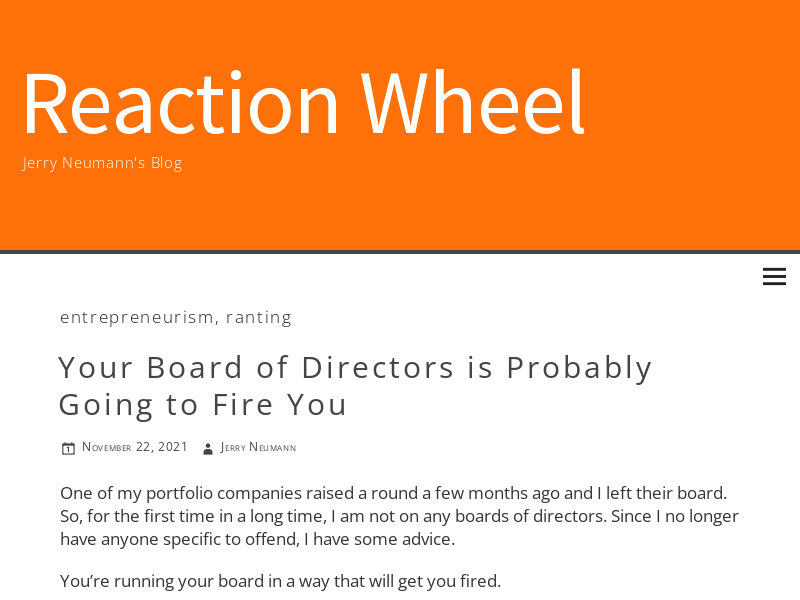 Reaction Wheel
Jerry Neumann's Blog
entrepreneurism, ranting
Your Board of Directors is Probably
Going to Fire You
November 22, 2021 Jerry Neumann
One of my portfolio companies raised a round a few months ago and I left their board.
So, for the first time in a long time, I am not on any boards of directors. Since I no longer
have anyone specific to offend, I have some advice.
You’re running your board in a way that will get you fired.